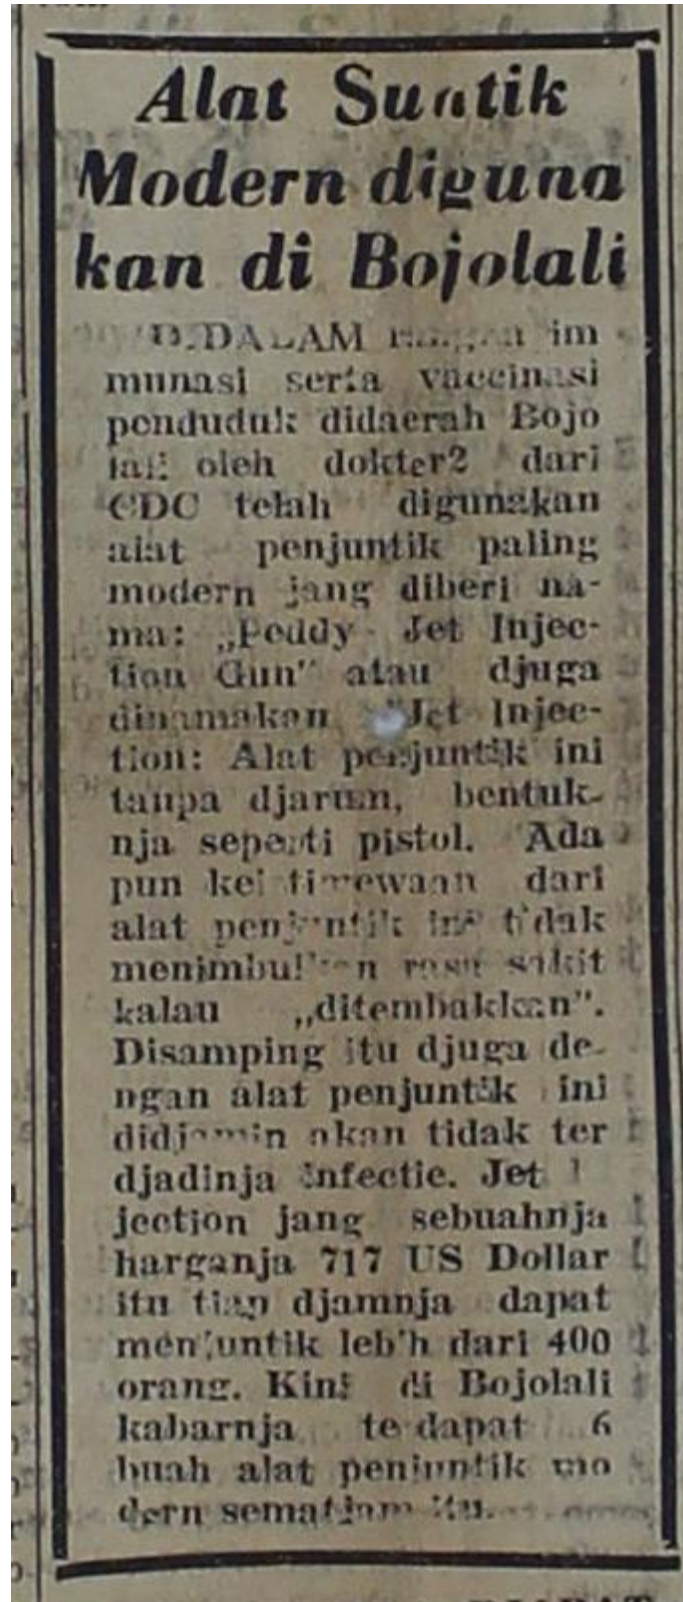 Alat Suntik
Modern diguna
kan di Bojolali
DIDALAM im
munasi serta vaccinasi
penduduk didaerah Bojo
lali oleh dokter2 dari
CDC telah digunakan
alat penjuntik paling
modern jang diberi na-
ma: „Peddy Jet Injec-
tion Gun" atau djuga
dinamakan "Jet Injec-
tion: Alat penjuntik ini
tanpa djarum, bentuk-
nja seperti pistol. Ada
pun keistimewaan dari
alat penjuntik ini tidak
menimbulkan rasa sakit
kalau „ditembakkan".
Disamping itu djuga de-
ngan alat penjuntik ini
didjamin akan tidak ter
djadinja infectie. Jet
jection jang sebuahnja
harganja 717 US Dollar
itu tiap djamnja dapat
menjuntik lebih dari 400
orang. Kini di Bojolali
kabarnja terdapat 6
buah alat penjuntik mo
dern sematjam itu.